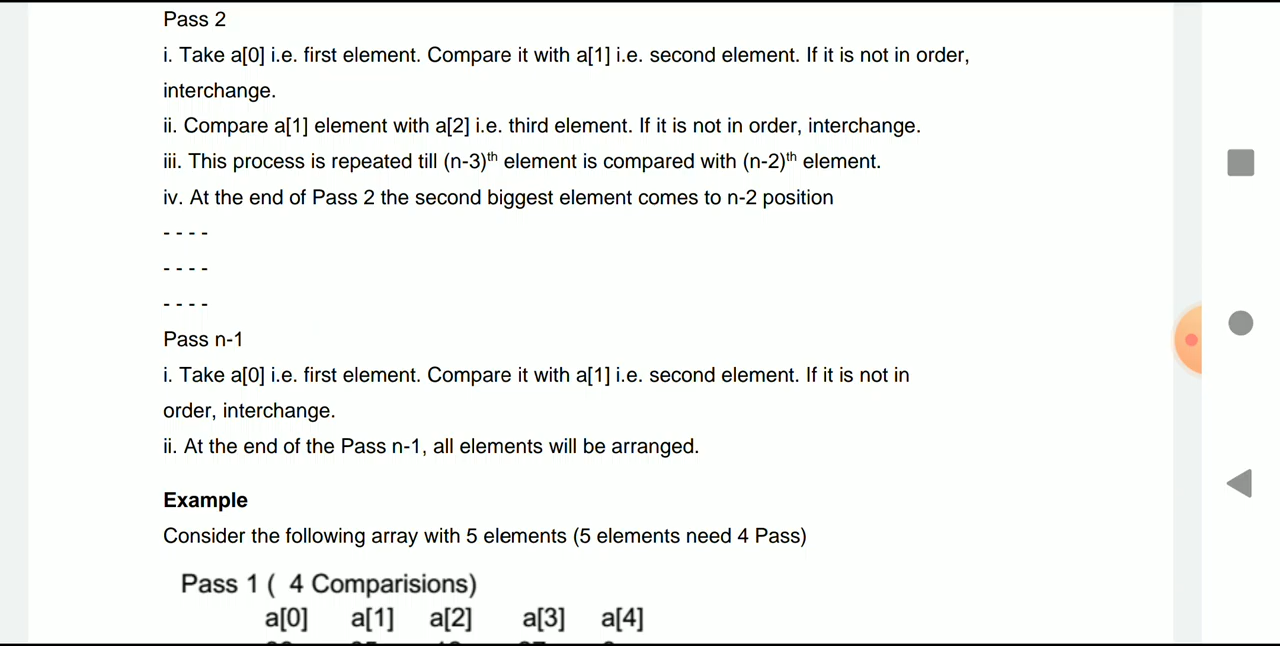 Pass 2
i. Take a[0] i.e. first element. Compare it with a[1] i.e. second element. If it is not in order,
interchange.
ii. Compare a[1] element with a[2] i.e. third element. If it is not in order, interchange.
iii. This process is repeated till (n-3)th element is compared with (n-2)th element.
iv. At the end of Pass 2 the second biggest element comes to n-2 position
- - - -
- - - -
- - - -
Pass n-1
i. Take a[0] i.e. first element. Compare it with a[1] i.e. second element. If it is not in
order, interchange.
ii. At the end of the Pass n-1, all elements will be arranged.
Example
Consider the following array with 5 elements (5 elements need 4 Pass)
Pass 1 ( 4 Comparisions)
a[0] a[1] a[2] a[3] a[4]